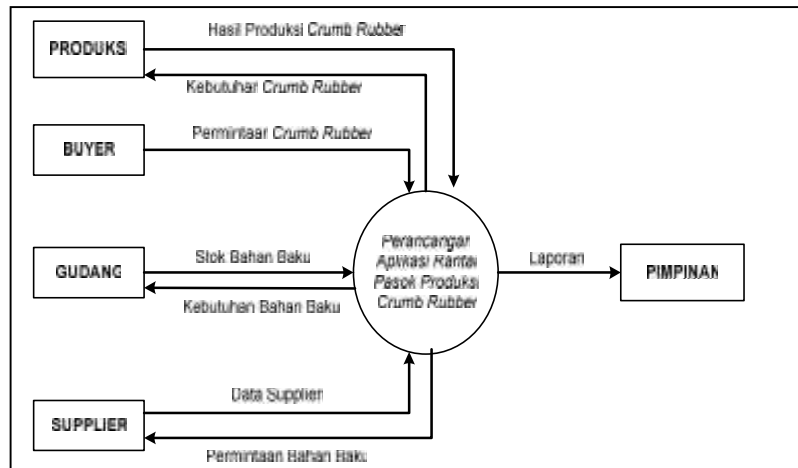 Hasil Produksi Crumb Rubber
PRODUKSI
Kebutuhan Crumb Rubber
Permintaan Crumb Rubber
BUYER
Perancangan
Aplikasi Rantai
Pasok Produksi
Crumb Rubber
Stok Bahan Baku
GUDANG
Kebutuhan Bahan Baku
Laporan
PIMPINAN
Data Supplier
SUPPLIER
Permintaan Bahan Baku